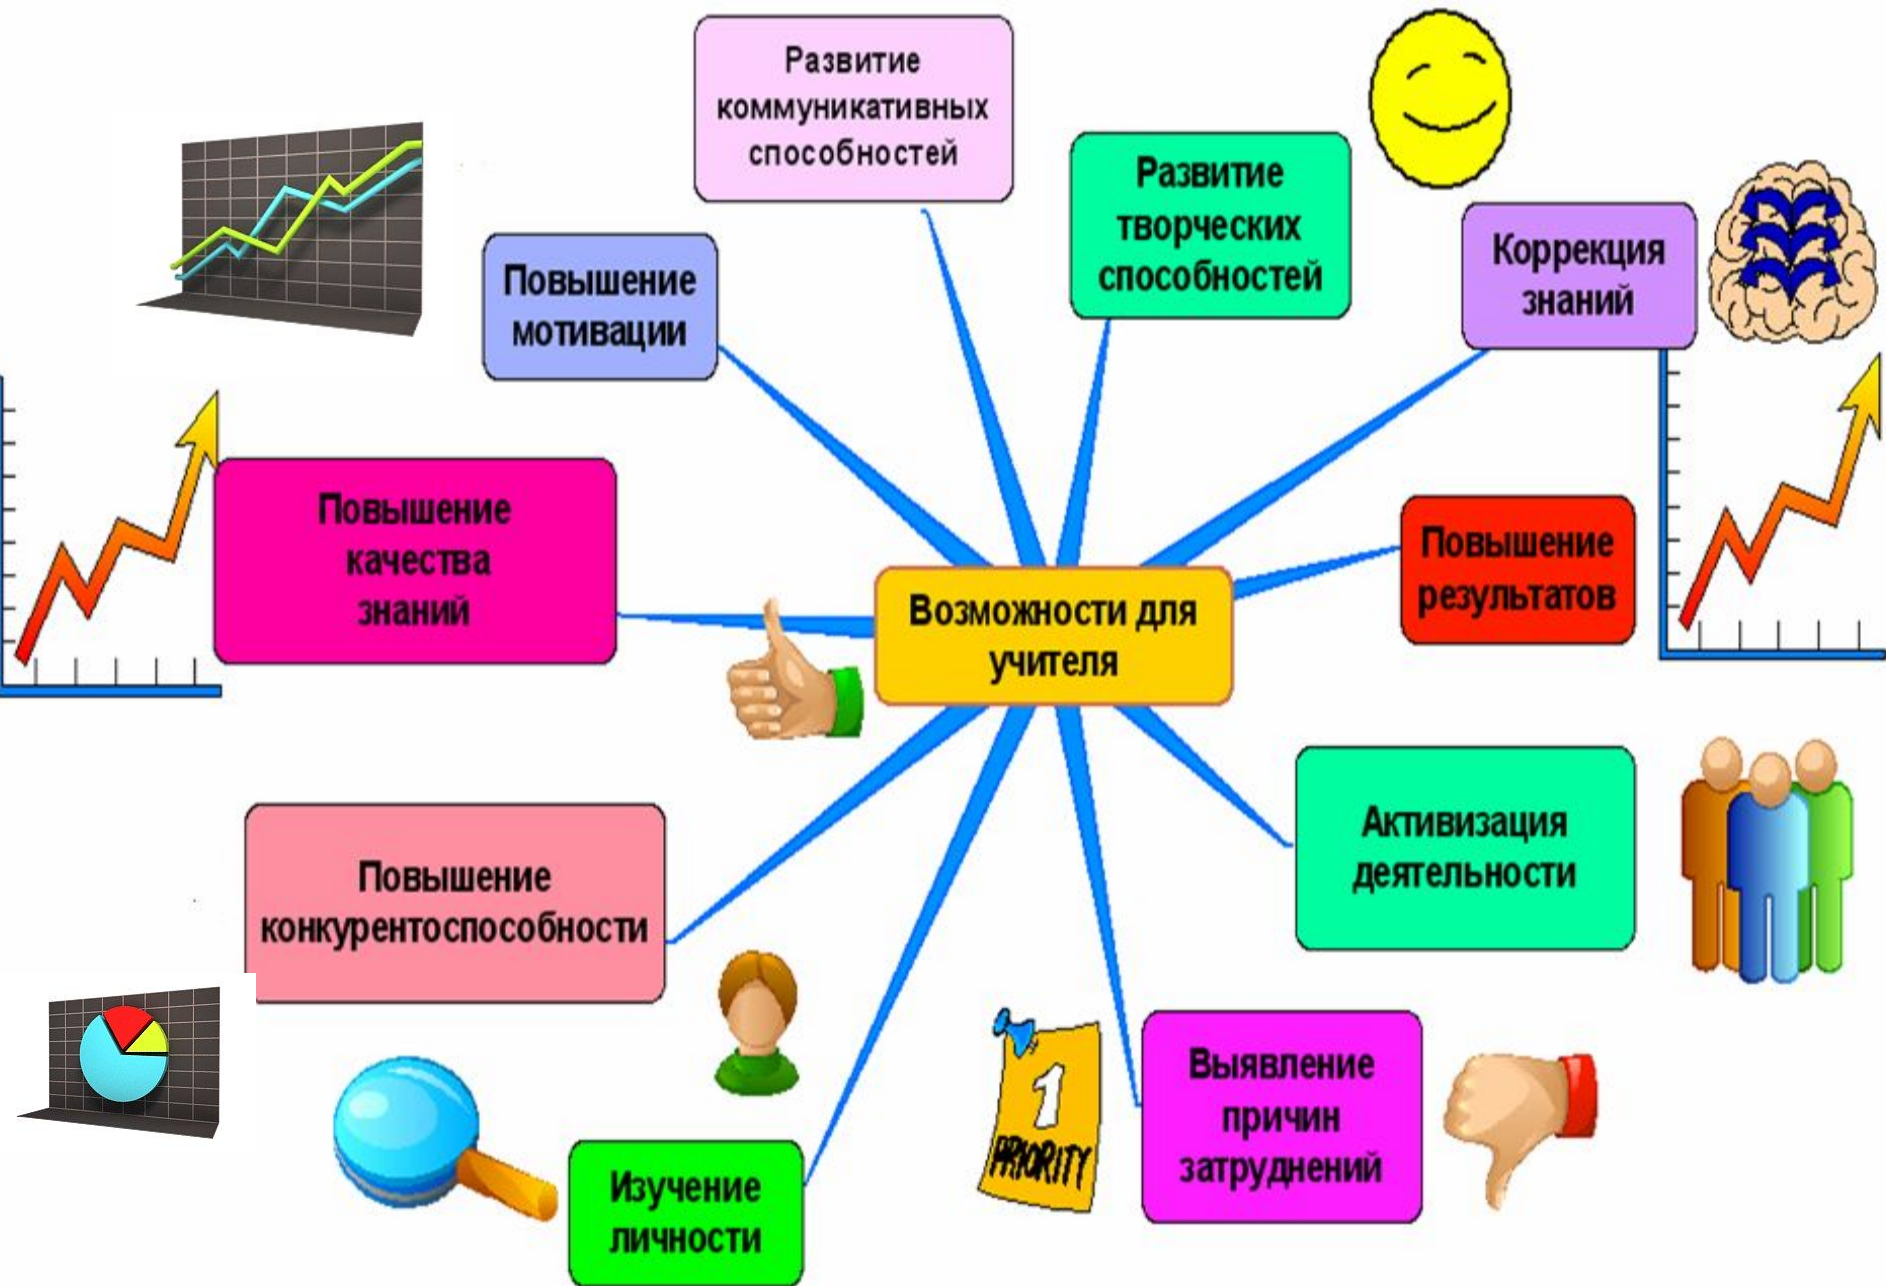 Развитие
коммуникативных
способностей
Развитие
творческих
способностей
Коррекция
знаний
Повышение
мотивации
Повышение
качества
знаний
Повышение
результатов
Возможности для
учителя
Активизация
деятельности
Повышение
конкурентоспособности
Выявление
причин
затруднений
1
PRIORITY
Изучение
личности